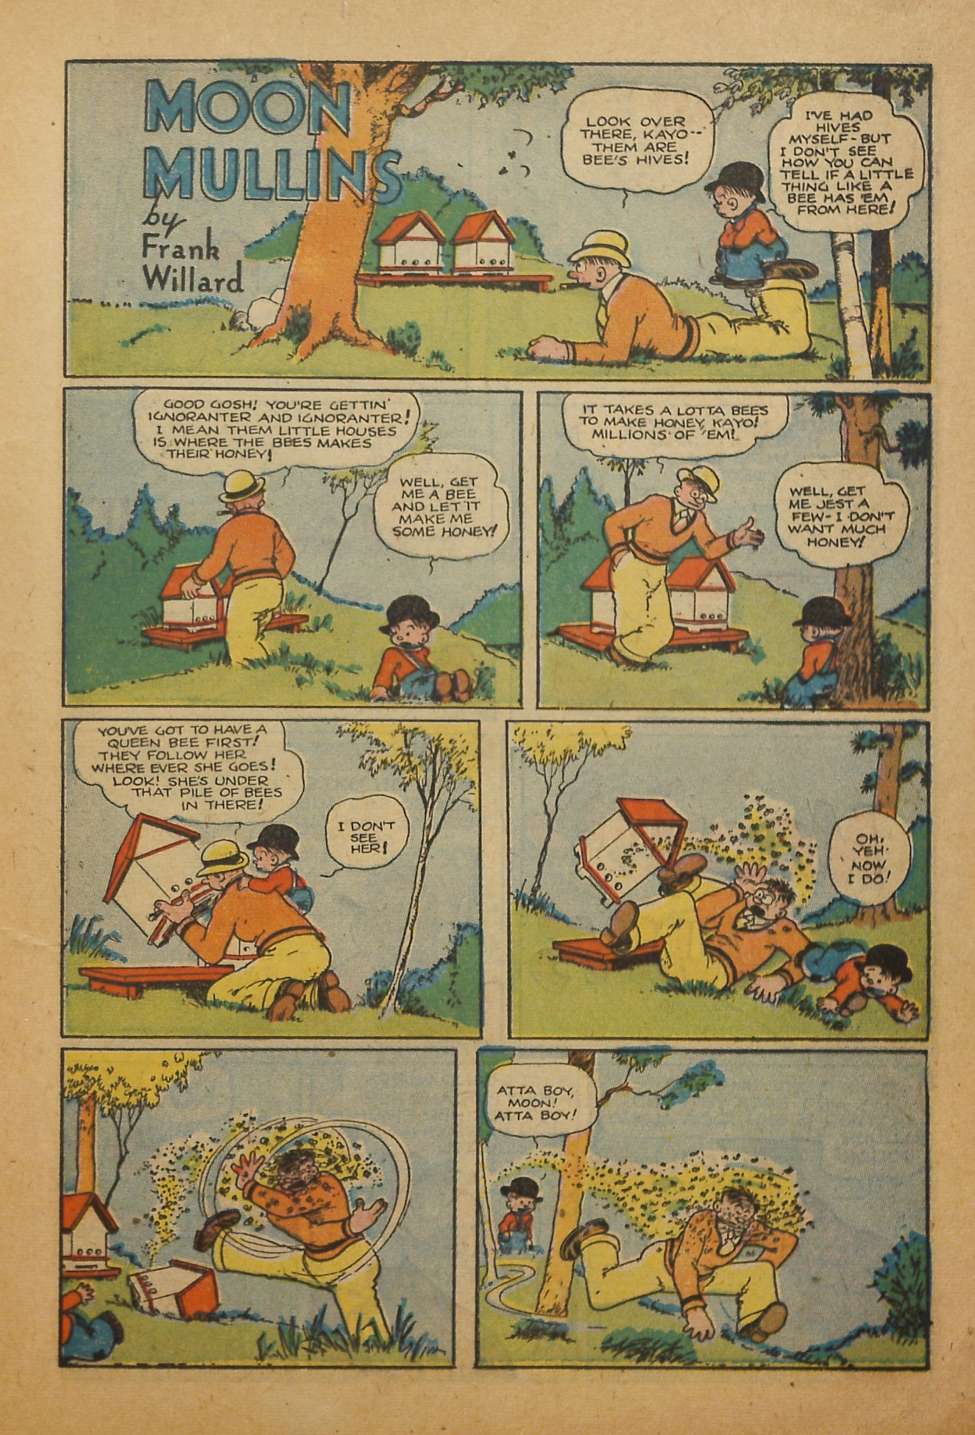 MOON
MULLINS
by
Frank
Willard
LOOK OVER
THERE, KAYO--
THEM ARE
BEE'S HIVES!
I'VE HAD
HIVES
MYSELF-BUT
I DON'T SEE
HOW YOU CAN
TELL IF A LITTLE
THING LIKE A
BEE HAS 'EM
FROM HERE!
GOOD GOSH! YOU'RE GETTIN'
IGNORANTER AND IGNORANTER!
I MEAN THEM LITTLE HOUSES
IS WHERE THE BEES MAKES
THEIR HONEY!
WELL, GET
ME A BEE
AND LET IT
MAKE ME
SOME HONEY!
IT TAKES A LOTTA BEES
TO MAKE HONEY, KAYO!
MILLIONS OF 'EM!
WELL, GET
ME JEST A
FEW-I DON'T
WANT MUCH
HONEY!
YOU'VE GOT TO HAVE A
QUEEN BEE FIRST!
THEY FOLLOW HER
WHERE EVER SHE GOES!
LOOK! SHE'S UNDER
THAT PILE OF BEES
IN THERE!
I DON'T
SEE
HER!
OH,
YEH-
NOW
I DO!
ATTA BOY,
MOON!
ATTA BOY!